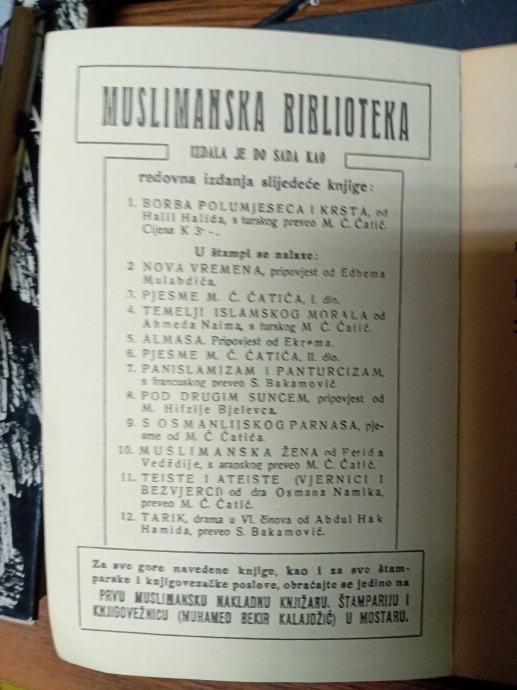 MUSLIMANSKA BIBLIOTEKA
IZDALA JE DO SADA KAO
redovna izdanja slijedeće knjige:
1. BORBA POLUMJESECA I KRSTA, od
Halil Halida, s turskog preveo M. Ć. Ćatić.
Cijena K 3·-.
U štampi se nalaze:
2 NOVA VREMENA, pripovjest od Edhema
Mulabdića.
3. PJESME M. Ć. ĆATIĆA, I. dio.
4. TEMELJI ISLAMSKOG MORALA od
Ahmeda Naima, s turskog M. Ć. Ćatić.
5. ALMASA. Pripovjest od Ekrema.
6. PJESME M. Ć. ĆATIĆA, II. dio.
7. PANISLAMIZAM I PANTURCIZAM,
s francuskog preveo S. Bakamović.
8. POD DRUGIM SUNCEM, pripovjest od
M. Hifzije Bjelevca.
9. S OSMANLIJSKOG PARNASA, pje-
sme od M. Ć Ćatića.
10. MUSLIMANSKA ŽENA od Ferida
Vedždije, s arapskog preveo M. Ć. Ćatić.
11. TEISTE I ATEISTE (VJERNICI I
BEZVJERCI) od dra Osmana Namika,
preveo M. Ć. Ćatić.
12. TARIK, drama u VI. činova od Abdul Hak
Hamida, preveo S. Bakamović.
Za sve gore navedene knjige, kao i za sve štam-
parske i knjigovezačke poslove, obraćajte se jedino na
PRVU MUSLIMANSKU NAKLADNU KNJIŽARU, ŠTAMPARIJU I
KNJIGOVEŽNICU (MUHAMED BEKIR KALAJDŽIĆ) U MOSTARU.